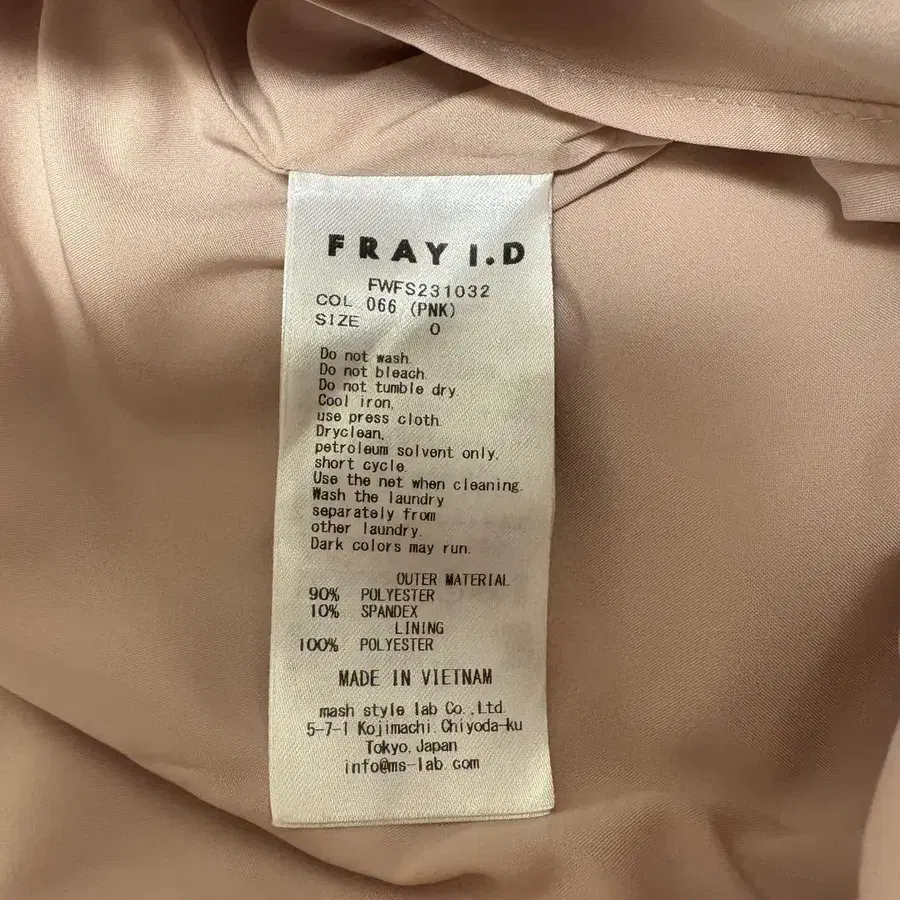 FRAY I.D
FWFS231032
COL 066 (PNK)
SIZE 0
Do not wash.
Do not bleach.
Do not tumble dry.
Cool iron,
use press cloth.
Dryclean,
petroleum solvent only,
short cycle.
Use the net when cleaning.
Wash the laundry
separately from
other laundry.
Dark colors may run.
OUTER MATERIAL
90% POLYESTER
10% SPANDEX
LINING
100% POLYESTER
MADE IN VIETNAM
mash style lab Co.,Ltd.
5-7-1 Kojimachi.Chiyoda-ku
Tokyo, Japan
info@ms-lab.com